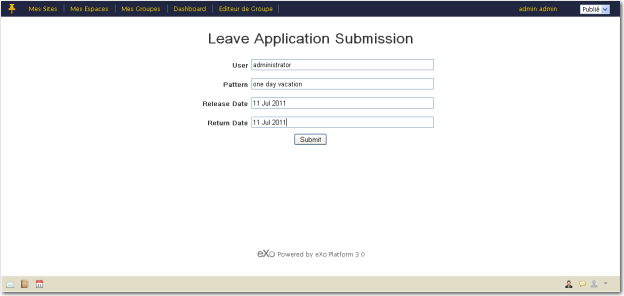 Mes Sites Mes Espaces Mes Groupes Dashboard Editeur de Groupe admin admin Publié
Leave Application Submission
User administrator
Pattern one day vacation
Release Date 11 Jul 2011
Return Date 11 Jul 2011
Submit
eXo Powered by eXo Platform 3.0